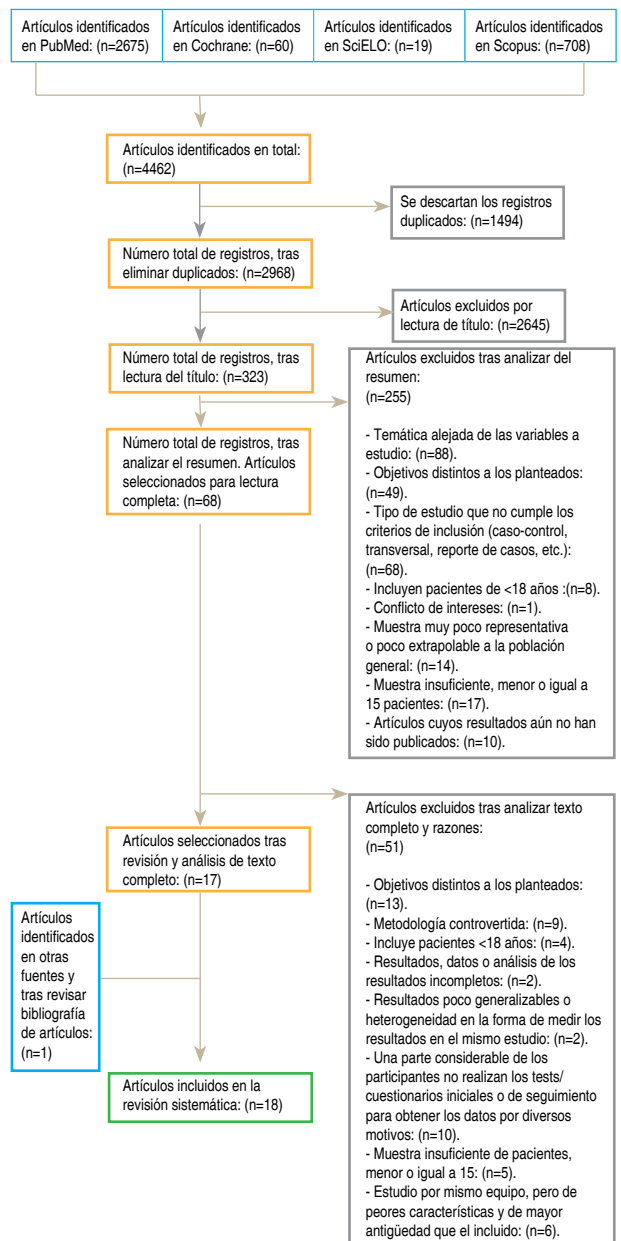 Artículos identificados
en PubMed: (n=2675)
Artículos identificados
en Cochrane: (n=60)
Artículos identificados
en SciELO: (n=19)
Artículos identificados
en Scopus: (n=708)
Artículos identificados en total:
(n=4462)
Se descartan los registros
duplicados: (n=1494)
Número total de registros, tras
eliminar duplicados: (n=2968)
Artículos excluidos por
lectura de título: (n=2645)
Número total de registros, tras
lectura del título: (n=323)
Artículos excluidos tras analizar del
resumen:
(n=255)
- Temática alejada de las variables a
estudio: (n=88).
- Objetivos distintos a los planteados:
(n=49).
- Tipo de estudio que no cumple los
criterios de inclusión (caso-control,
transversal, reporte de casos, etc.):
(n=68).
- Incluyen pacientes de <18 años :(n=8).
- Conflicto de intereses: (n=1).
- Muestra muy poco representativa
o poco extrapolable a la población
general: (n=14).
- Muestra insuficiente, menor o igual a
15 pacientes: (n=17).
- Artículos cuyos resultados aún no han
sido publicados: (n=10).
Número total de registros, tras
analizar el resumen. Artículos
seleccionados para lectura
completa: (n=68)
Artículos excluidos tras analizar texto
completo y razones:
(n=51)
- Objetivos distintos a los planteados:
(n=13).
- Metodología controvertida: (n=9).
- Incluye pacientes <18 años: (n=4).
- Resultados, datos o análisis de los
resultados incompletos: (n=2).
- Resultados poco generalizables o
heterogeneidad en la forma de medir los
resultados en el mismo estudio: (n=2).
- Una parte considerable de los
participantes no realizan los tests/
cuestionarios iniciales o de seguimiento
para obtener los datos por diversos
motivos: (n=10).
- Muestra insuficiente de pacientes,
menor o igual a 15: (n=5).
- Estudio por mismo equipo, pero de
peores características y de mayor
antigüedad que el incluido: (n=6).
Artículos seleccionados tras
revisión y análisis de texto
completo: (n=17)
Artículos
identificados
en otras
fuentes y
tras revisar
bibliografía
de artículos:
(n=1)
Artículos incluidos en la
revisión sistemática: (n=18)